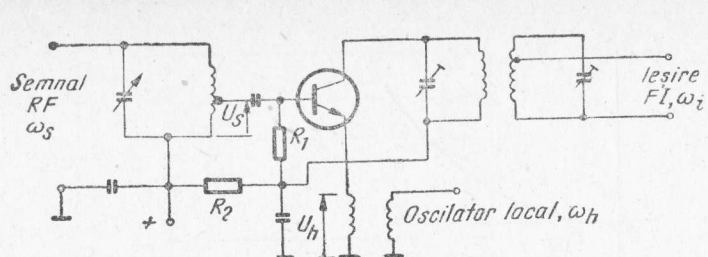 Semnal
RF
ωs
Us
R1
R2
+
Uh
Oscilator local, ωh
Iesire
FI, ωi